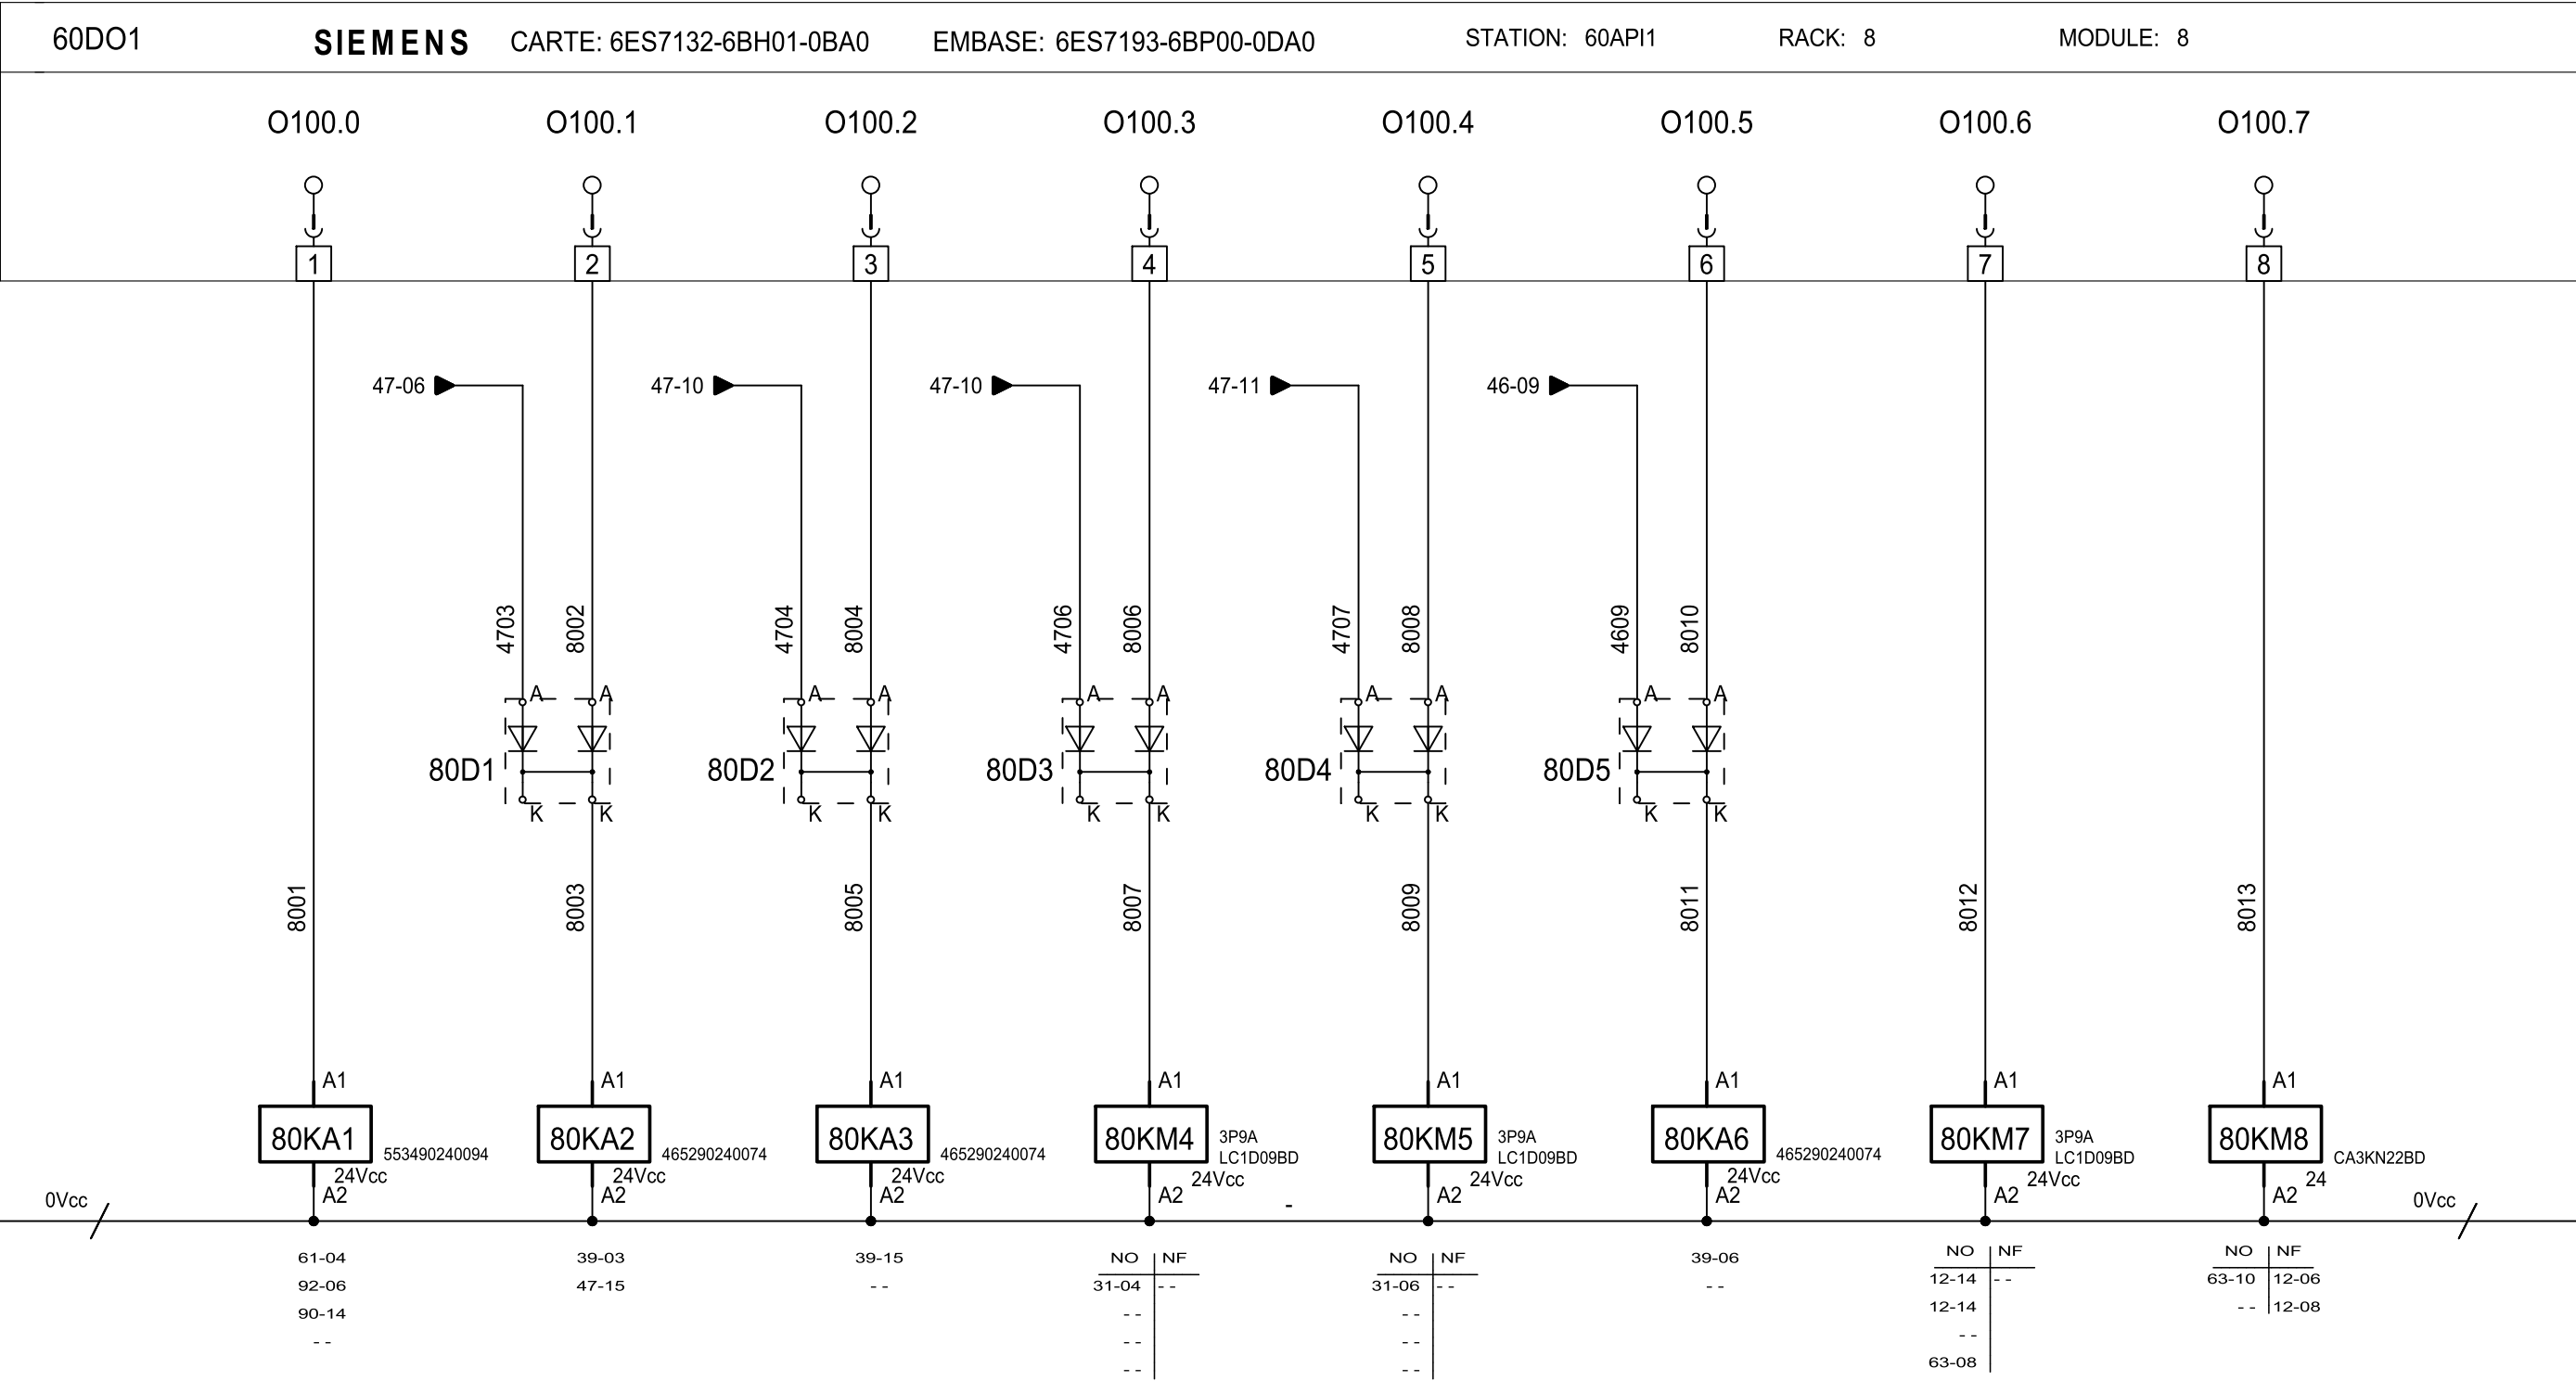 60DO1 SIEMENS CARTE: 6ES7132-6BH01-0BA0 EMBASE: 6ES7193-6BP00-0DA0 STATION: 60API1 RACK: 8 MODULE: 8
O100.0 O100.1 O100.2 O100.3 O100.4 O100.5 O100.6 O100.7
1 2 3 4 5 6 7 8
47-06 47-10 47-10 47-11 46-09
4703 8002 4704 8004 4706 8006 4707 8008 4609 8010
A A A A A A A A A A
80D1 80D2 80D3 80D4 80D5
K K K K K K K K K K
8001 8003 8005 8007 8009 8011 8012 8013
A1 A1 A1 A1 A1 A1 A1 A1
80KA1 553490240094 80KA2 465290240074 80KA3 465290240074 80KM4 3P9A 80KM5 3P9A 80KA6 465290240074 80KM7 3P9A 80KM8 CA3KN22BD
LC1D09BD LC1D09BD LC1D09BD
24Vcc 24Vcc 24Vcc 24Vcc 24Vcc 24Vcc 24Vcc 24
0Vcc A2 A2 A2 A2 - A2 A2 A2 A2 0Vcc
61-04 39-03 39-15 NO NF NO NF 39-06 NO NF NO NF
92-06 47-15 -- 31-04 -- 31-06 -- -- 12-14 -- 63-10 12-06
90-14 -- -- 12-14 -- 12-08
-- -- -- --
-- -- 63-08